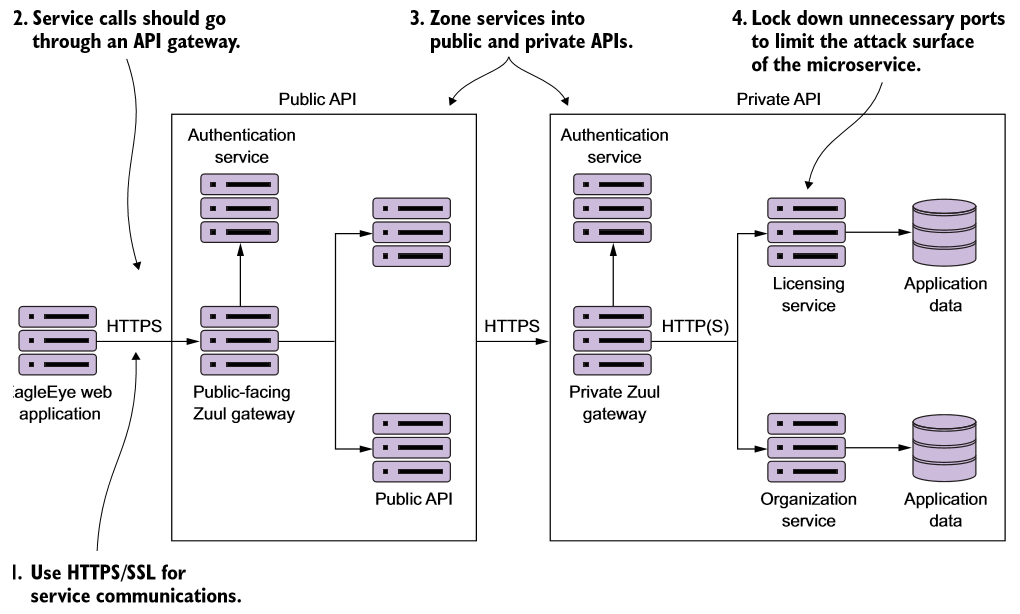 2. Service calls should go
through an API gateway.
3. Zone services into
public and private APIs.
4. Lock down unnecessary ports
to limit the attack surface
of the microservice.
Public API
Private API
Authentication
service
Authentication
service
Licensing
service
Application
data
HTTPS
HTTPS
HTTP(S)
agleEye web
application
Public-facing
Zuul gateway
Private Zuul
gateway
Public API
Organization
service
Application
data
1. Use HTTPS/SSL for
service communications.